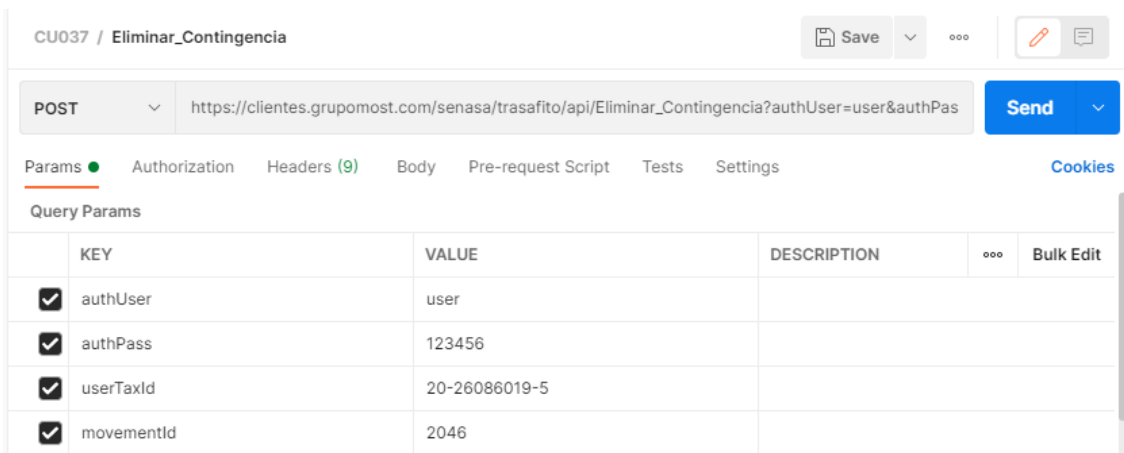 CU037 / Eliminar_Contingencia Save ooo
POST https://clientes.grupomost.com/senasa/trasafito/api/Eliminar_Contingencia?authUser=user&authPas Send
Params Authorization Headers (9) Body Pre-request Script Tests Settings Cookies
Query Params
KEY VALUE DESCRIPTION ooo Bulk Edit
authUser user
authPass 123456
userTaxId 20-26086019-5
movementId 2046